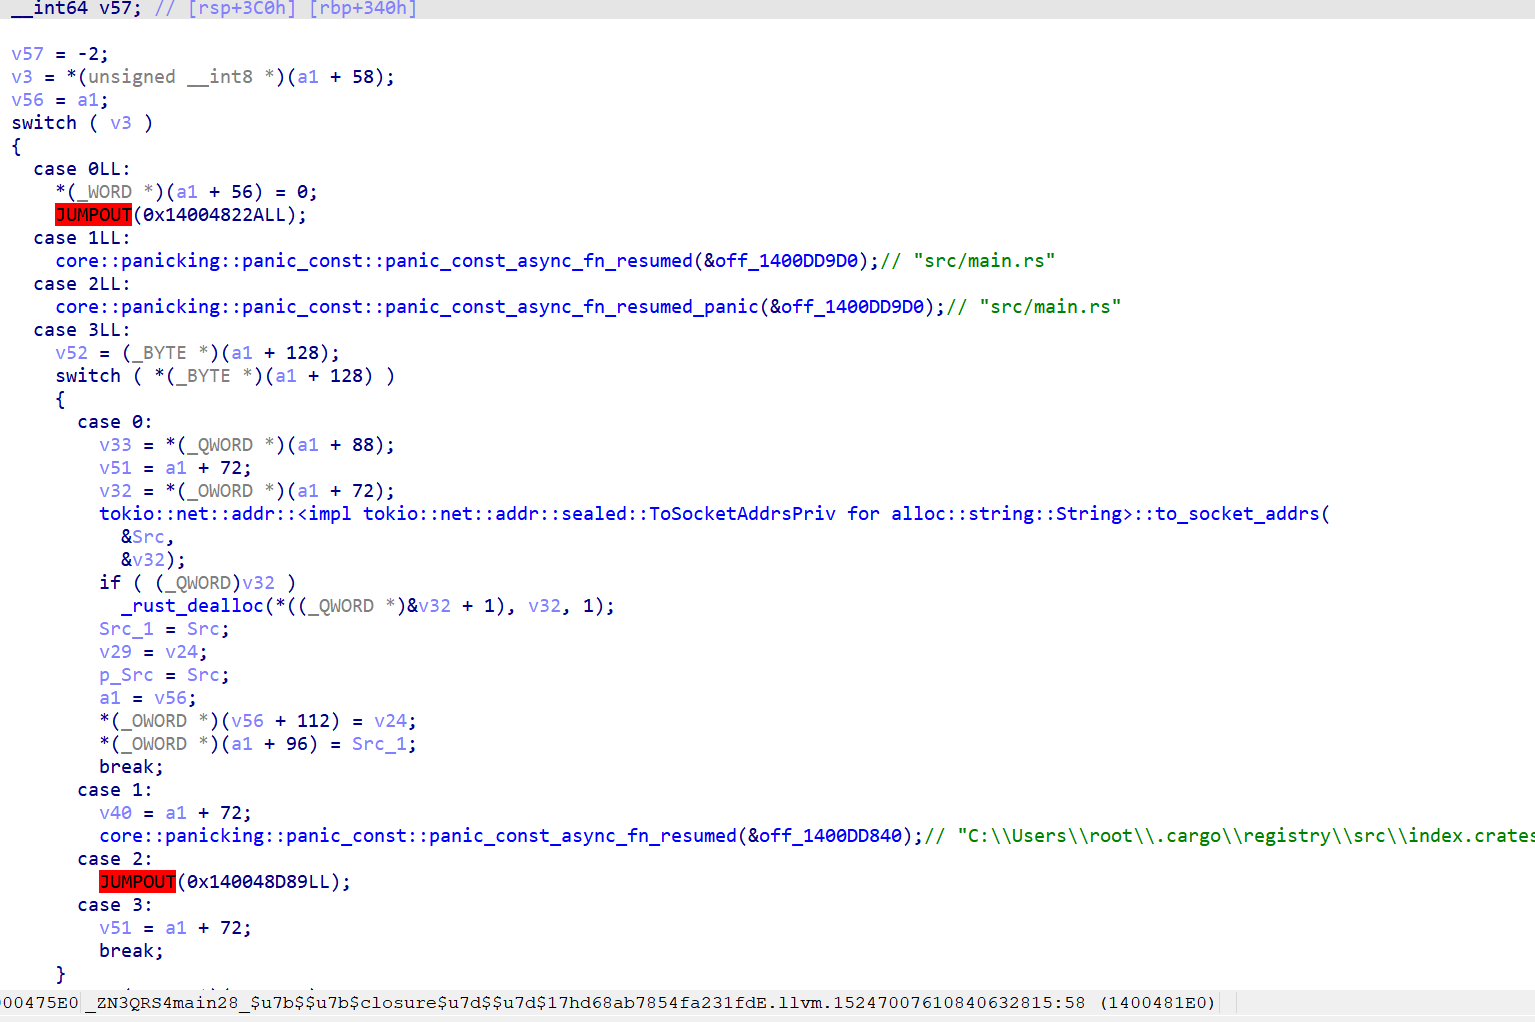 __int64 v57; // [rsp+3C0h] [rbp+340h]
v57 = -2;
v3 = *(unsigned __int8 *)(a1 + 58);
v56 = a1;
switch ( v3 )
{
case 0LL:
*(_WORD *)(a1 + 56) = 0;
JUMPOUT(0x14004822ALL);
case 1LL:
core::panicking::panic_const::panic_const_async_fn_resumed(&off_1400DD9D0);// "src/main.rs"
case 2LL:
core::panicking::panic_const::panic_const_async_fn_resumed_panic(&off_1400DD9D0);// "src/main.rs"
case 3LL:
v52 = (_BYTE *)(a1 + 128);
switch ( *(_BYTE *)(a1 + 128) )
{
case 0:
v33 = *(_QWORD *)(a1 + 88);
v51 = a1 + 72;
v32 = *(_OWORD *)(a1 + 72);
tokio::net::addr::<impl tokio::net::addr::sealed::ToSocketAddrsPriv for alloc::string::String>::to_socket_addrs(
&Src,
&v32);
if ( (_QWORD)v32 )
_rust_dealloc(*((_QWORD *)&v32 + 1), v32, 1);
Src_1 = Src;
v29 = v24;
p_Src = Src;
a1 = v56;
*(_OWORD *)(v56 + 112) = v24;
*(_OWORD *)(a1 + 96) = Src_1;
break;
case 1:
v40 = a1 + 72;
core::panicking::panic_const::panic_const_async_fn_resumed(&off_1400DD840);// "C:\\Users\\root\\.cargo\\registry\\src\\index.crates
case 2:
JUMPOUT(0x140048D89LL);
case 3:
v51 = a1 + 72;
break;
}
000475E0 _ZN3QRS4main28_$u7b$$u7b$closure$u7d$$u7d$17hd68ab7854fa231fdE.llvm.15247007610840632815:58 (1400481E0)